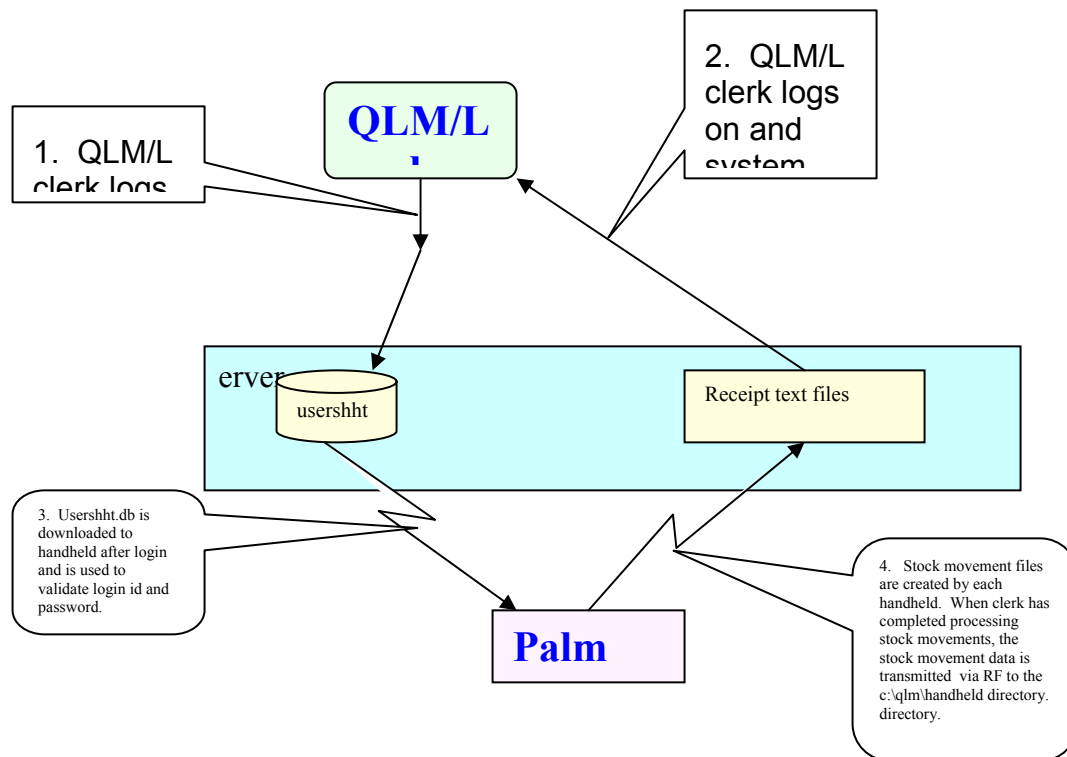 2. QLM/L
clerk logs
on and
system
QLM/L
1. QLM/L
clerk logs
erver
usershht
Receipt text files
3. Usershht.db is
downloaded to
handheld after login
and is used to
validate login id and
password.
4. Stock movement files
are created by each
handheld. When clerk has
completed processing
stock movements, the
stock movement data is
transmitted via RF to the
c:\qlm\handheld directory.
directory.
Palm